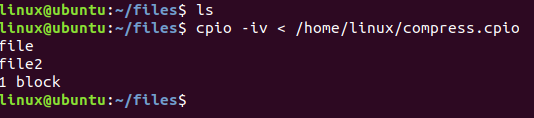 linux@ubuntu:~/files$ ls
linux@ubuntu:~/files$ cpio -iv < /home/linux/compress.cpio
file
file2
1 block
linux@ubuntu:~/files$